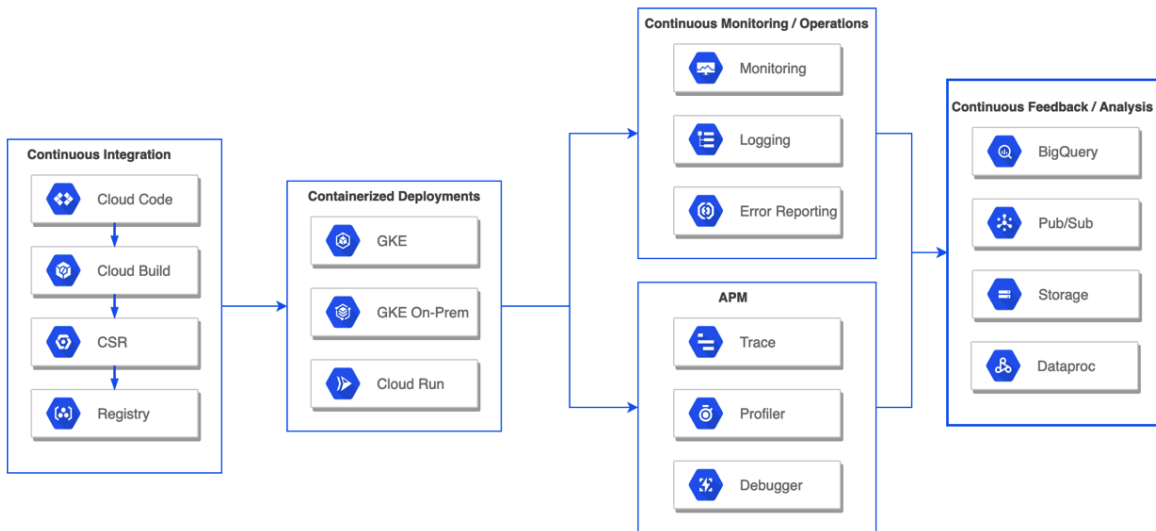 Continuous Integration
Cloud Code
Cloud Build
CSR
Registry
Containerized Deployments
GKE
GKE On-Prem
Cloud Run
Continuous Monitoring / Operations
Monitoring
Logging
Error Reporting
APM
Trace
Profiler
Debugger
Continuous Feedback / Analysis
BigQuery
Pub/Sub
Storage
Dataproc